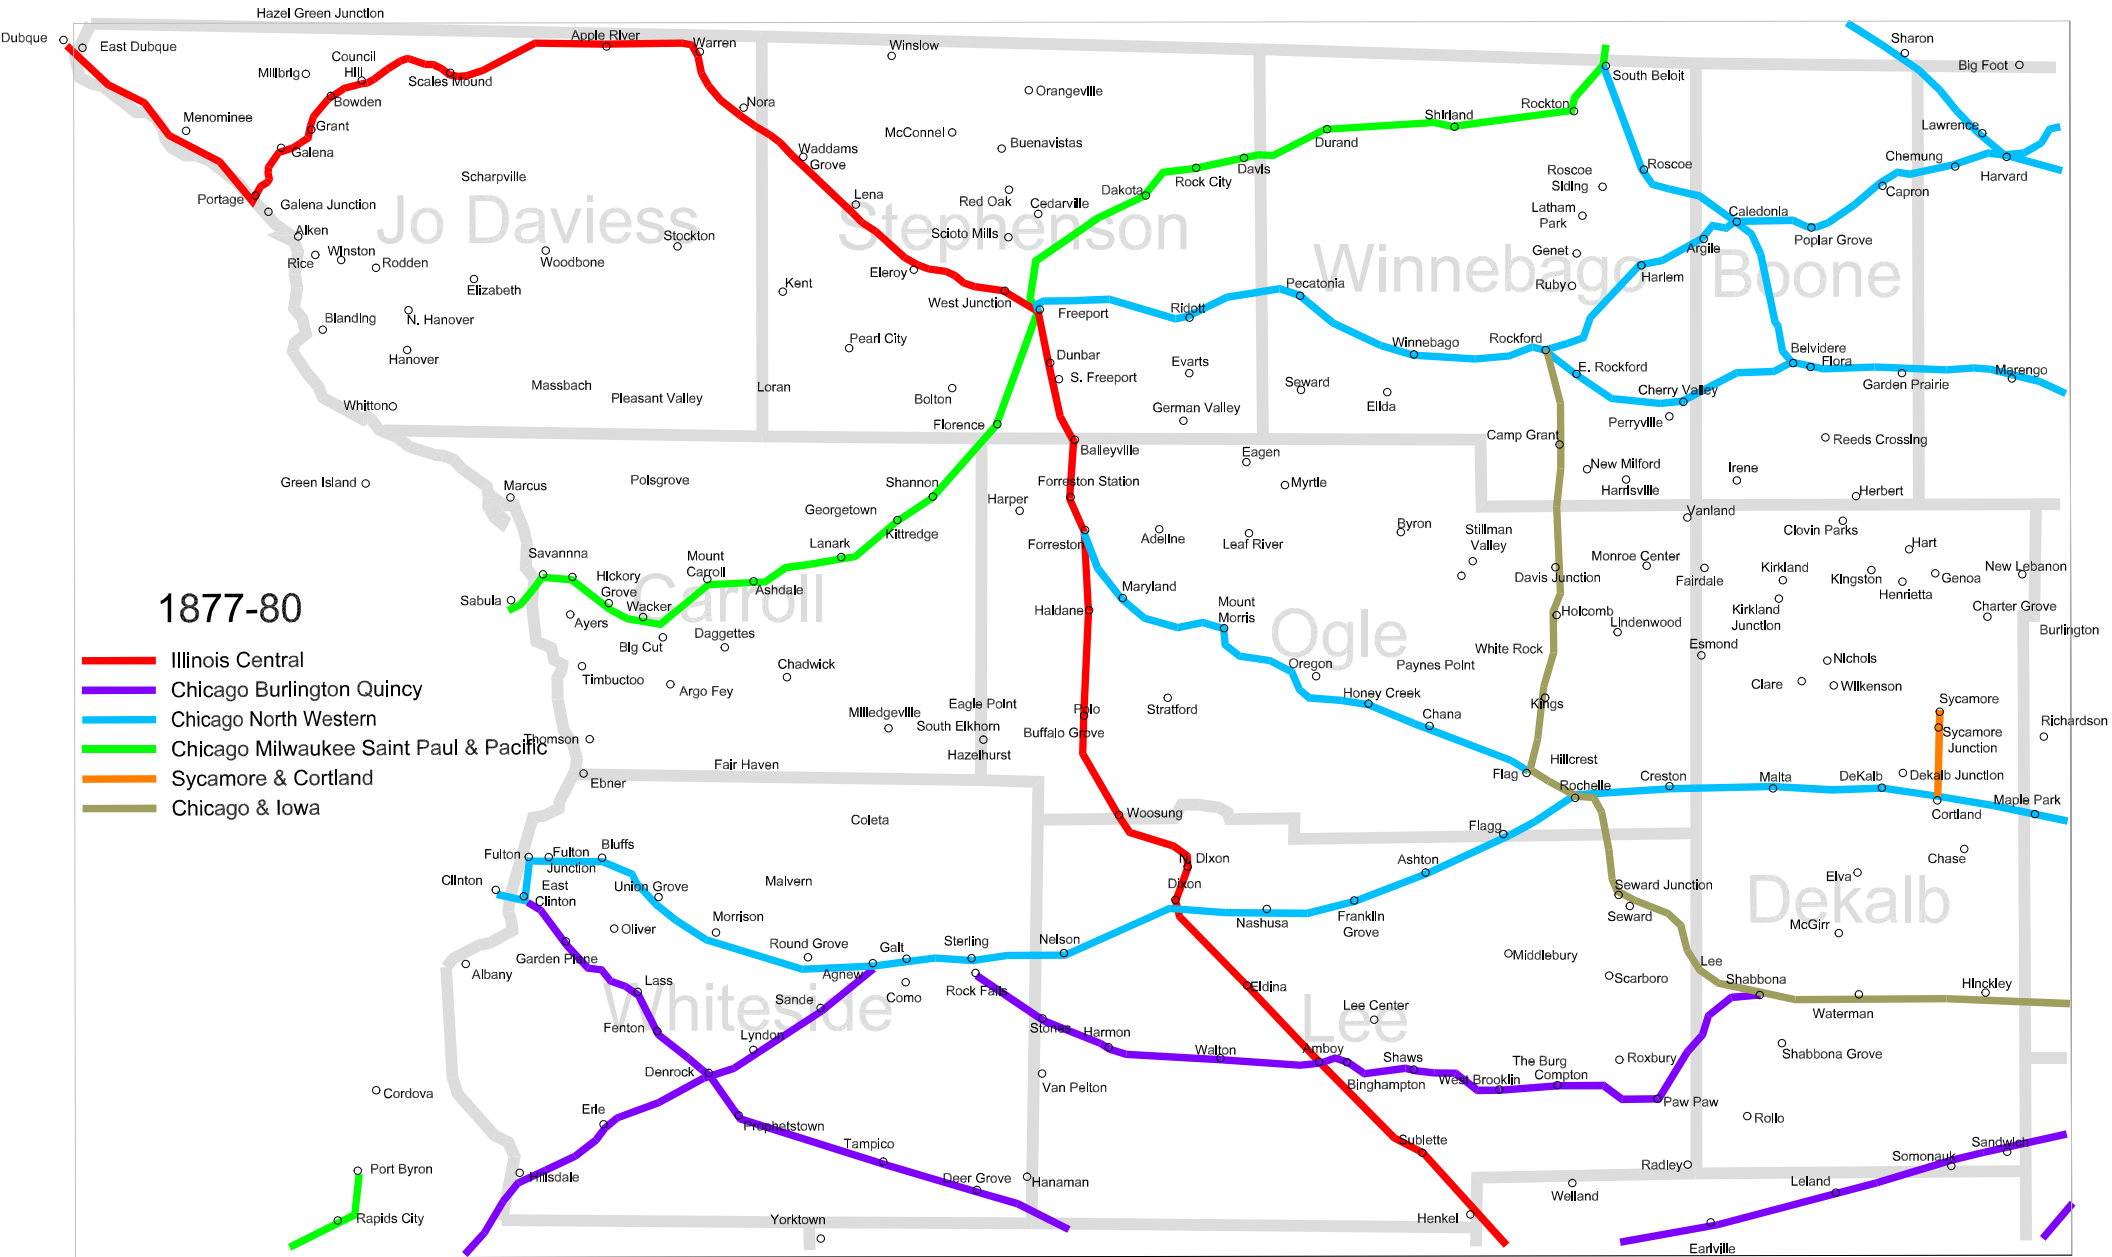 Hazel Green Junction
Dubque
East Dubque
Apple River
Warren
Winslow
Sharon
Big Foot
Council
Hill
Millbrig
Scales Mound
South Beloit
Bowden
Nora
Orangeville
Rockton
Menominee
Grant
McConnel
Buenavistas
Shirland
Durand
Lawrence
Galena
Waddams
Grove
Davis
Rock City
Roscoe
Siding
Roscoe
Chemung
Harvard
Scharpville
Portage
Galena Junction
Lena
Red Oak
Cedarville
Dakota
Latham
Park
Capron
Caledonia
Jo Daviess
Stephenson
Winnebago
Boone
Aiken
Stockton
Scioto Mills
Genet
Argile
Poplar Grove
Rice
Winston
Rodden
Woodbone
Eleroy
Ruby
Harlem
Elizabeth
Kent
West Junction
Freeport
Ridott
Pecatonia
Blanding
N. Hanover
Hanover
Pearl City
Dunbar
S. Freeport
Evarts
Winnebago
Rockford
E. Rockford
Belvidere
Flora
Garden Prairie
Marengo
Massbach
Pleasant Valley
Loran
Bolton
Seward
Elida
Cherry Valley
Whitton
Florence
German Valley
Perryville
Camp Grant
Reeds Crossing
Baileyville
Eagen
New Milford
Irene
Green Island
Marcus
Polsgrove
Shannon
Forreston Station
Myrtle
Harrisville
Herbert
Harper
Georgetown
Kittredge
Vanland
Clovin Parks
Lanark
Forreston
Adeline
Leaf River
Byron
Stillman
Valley
Hart
Savannna
Mount
Carroll
Monroe Center
Kirkland
Kingston
Genoa
New Lebanon
Hickory
Grove
Ashdale
Carroll
Maryland
Davis Junction
Fairdale
Henrietta
Sabula
Wacker
Haldane
Mount
Morris
Holcomb
Kirkland
Junction
Charter Grove
1877-80
Ayers
Daggettes
Ogle
Lindenwood
Burlington
Big Cut
White Rock
Esmond
Illinois Central
Timbuctoo
Chadwick
Oregon
Paynes Point
Nichols
Chicago Burlington Quincy
Argo Fey
Honey Creek
Clare
Wilkenson
Chicago North Western
Milledgeville
Eagle Point
Polo
Stratford
Chana
Kings
Sycamore
Richardson
Chicago Milwaukee Saint Paul & Pacific
Thomson
South Elkhorn
Buffalo Grove
Sycamore
Junction
Sycamore & Cortland
Fair Haven
Hazelhurst
Hillcrest
Flag
Ebner
Rochelle
Creston
Malta
DeKalb
Dekalb Junction
Chicago & Iowa
Woosung
Cortland
Maple Park
Coleta
Flagg
Fulton
Fulton
Junction
Bluffs
N. Dixon
Ashton
Chase
Clinton
East
Clinton
Union Grove
Malvern
Dixon
Seward Junction
Seward
Elva
Dekalb
Oliver
Morrison
Nashusa
Franklin
Grove
McGirr
Round Grove
Galt
Sterling
Nelson
Garden Plane
Albany
Agnew
Middlebury
Lee
Lass
Sande
Como
Rock Falls
Eldina
Scarboro
Shabbona
Hinckley
Whiteside
Lee
Lee Center
Waterman
Fenton
Lyndon
Stones
Harmon
Walton
Amboy
Shaws
The Burg
Compton
Roxbury
Shabbona Grove
Denrock
Van Pelton
Binghampton
West Brooklin
Cordova
Erie
Paw Paw
Rollo
Prophetstown
Tampico
Sublette
Sandwich
Port Byron
Hillsdale
Deer Grove
Hanaman
Radley
Somonauk
Welland
Leland
Rapids City
Yorktown
Henkel
Earlville